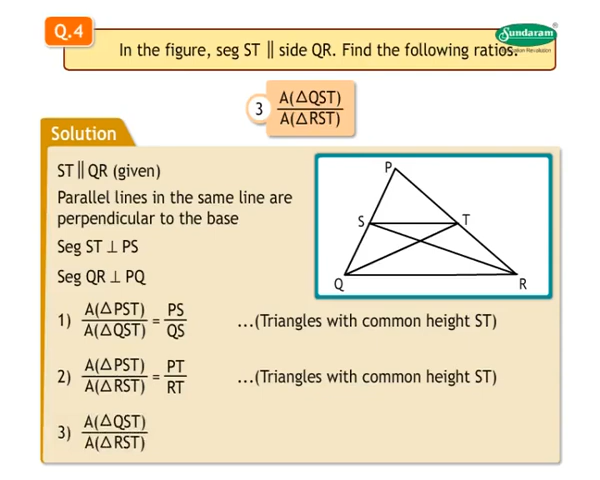 Q.4
Sundaram
®
In the figure, seg ST || side QR. Find the following ratios.
3 A(△QST)/A(△RST)
Solution
ST || QR (given)
Parallel lines in the same line are
perpendicular to the base
Seg ST ⊥ PS
Seg QR ⊥ PQ
1) A(△PST)/A(△QST) = PS/QS ...(Triangles with common height ST)
2) A(△PST)/A(△RST) = PT/RT ...(Triangles with common height ST)
3) A(△QST)/A(△RST)
P
S
T
Q
R